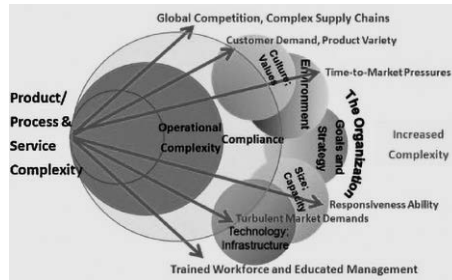 Global Competition, Complex Supply Chains
Customer Demand, Product Variety
Culture;
Values
Environment
Time-to-Market Pressures
Product/
Process &
Service
Complexity
Operational
Complexity
Compliance
Goals and
Strategy
The Organization
Increased
Complexity
Size;
Capacity
Responsiveness Ability
Turbulent Market Demands
Technology;
Infrastructure
Trained Workforce and Educated Management